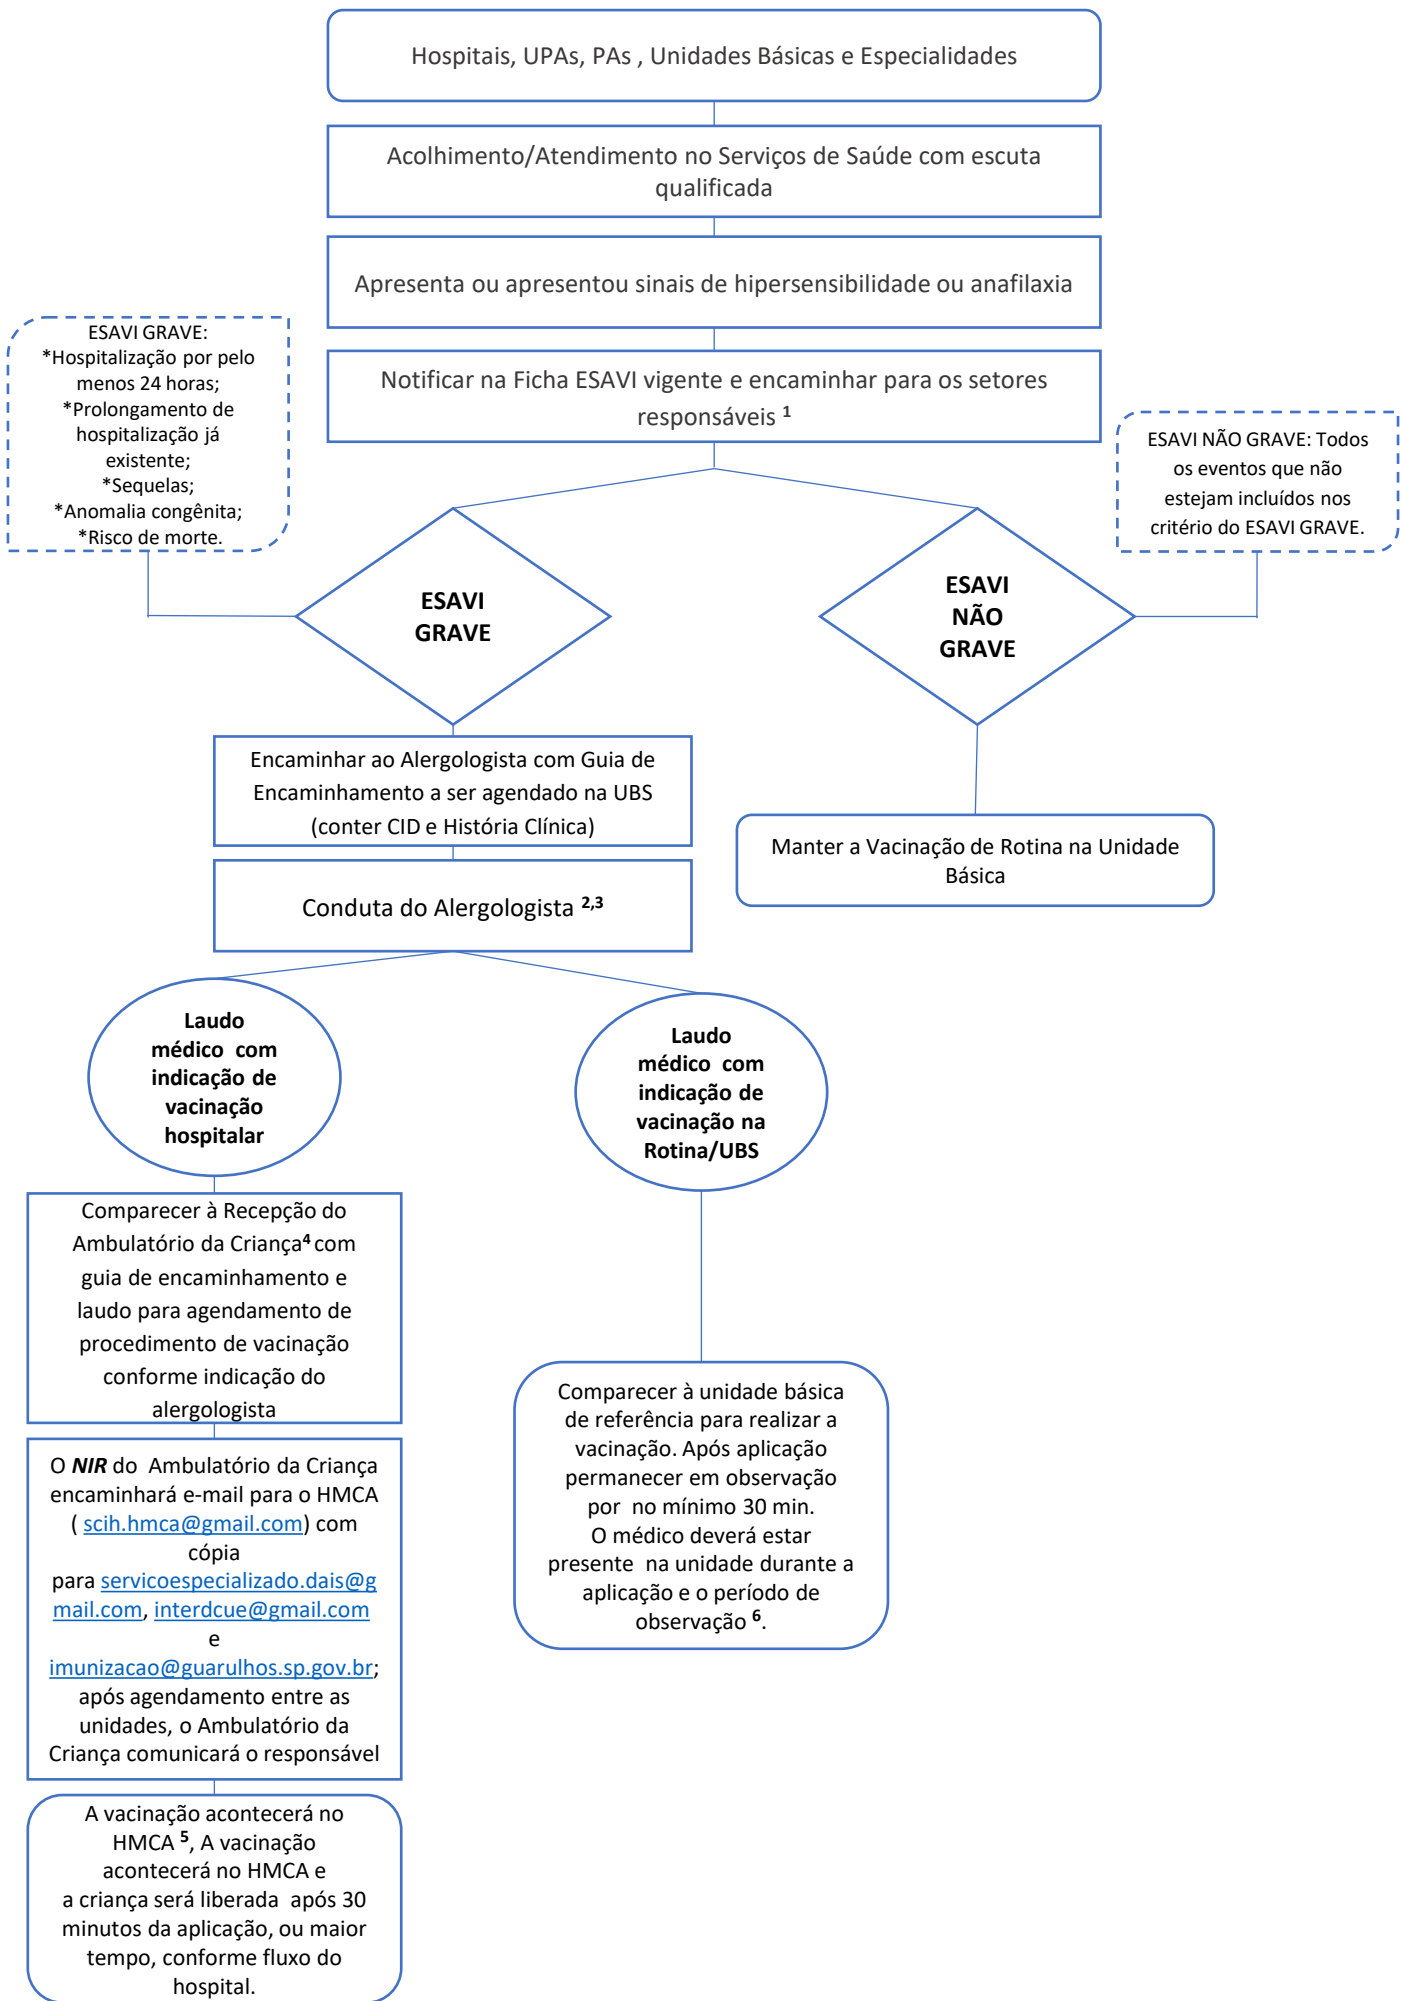 Hospitais, UPAs, PAs , Unidades Básicas e Especialidades
Acolhimento/Atendimento no Serviços de Saúde com escuta
qualificada
Apresenta ou apresentou sinais de hipersensibilidade ou anafilaxia
Notificar na Ficha ESAVI vigente e encaminhar para os setores
responsáveis 1
ESAVI GRAVE:
*Hospitalização por pelo
menos 24 horas;
*Prolongamento de
hospitalização já
existente;
*Sequelas;
*Anomalia congênita;
*Risco de morte.
ESAVI NÃO GRAVE: Todos
os eventos que não
estejam incluídos nos
critério do ESAVI GRAVE.
ESAVI
GRAVE
ESAVI
NÃO
GRAVE
Encaminhar ao Alergologista com Guia de
Encaminhamento a ser agendado na UBS
(conter CID e História Clínica)
Manter a Vacinação de Rotina na Unidade
Básica
Conduta do Alergologista 2,3
Laudo
médico com
indicação de
vacinação
hospitalar
Laudo
médico com
indicação de
vacinação na
Rotina/UBS
Comparecer à Recepção do
Ambulatório da Criança4 com
guia de encaminhamento e
laudo para agendamento de
procedimento de vacinação
conforme indicação do
alergologista
Comparecer à unidade básica
de referência para realizar a
vacinação. Após aplicação
permanecer em observação
por no mínimo 30 min.
O médico deverá estar
presente na unidade durante a
aplicação e o período de
observação 6.
O NIR do Ambulatório da Criança
encaminhará e-mail para o HMCA
( scih.hmca@gmail.com) com
cópia
para servicoespecializado.dais@g
mail.com, interdcue@gmail.com
e
imunizacao@guarulhos.sp.gov.br;
após agendamento entre as
unidades, o Ambulatório da
Criança comunicará o responsável
A vacinação acontecerá no
HMCA 5, A vacinação
acontecerá no HMCA e
a criança será liberada após 30
minutos da aplicação, ou maior
tempo, conforme fluxo do
hospital.